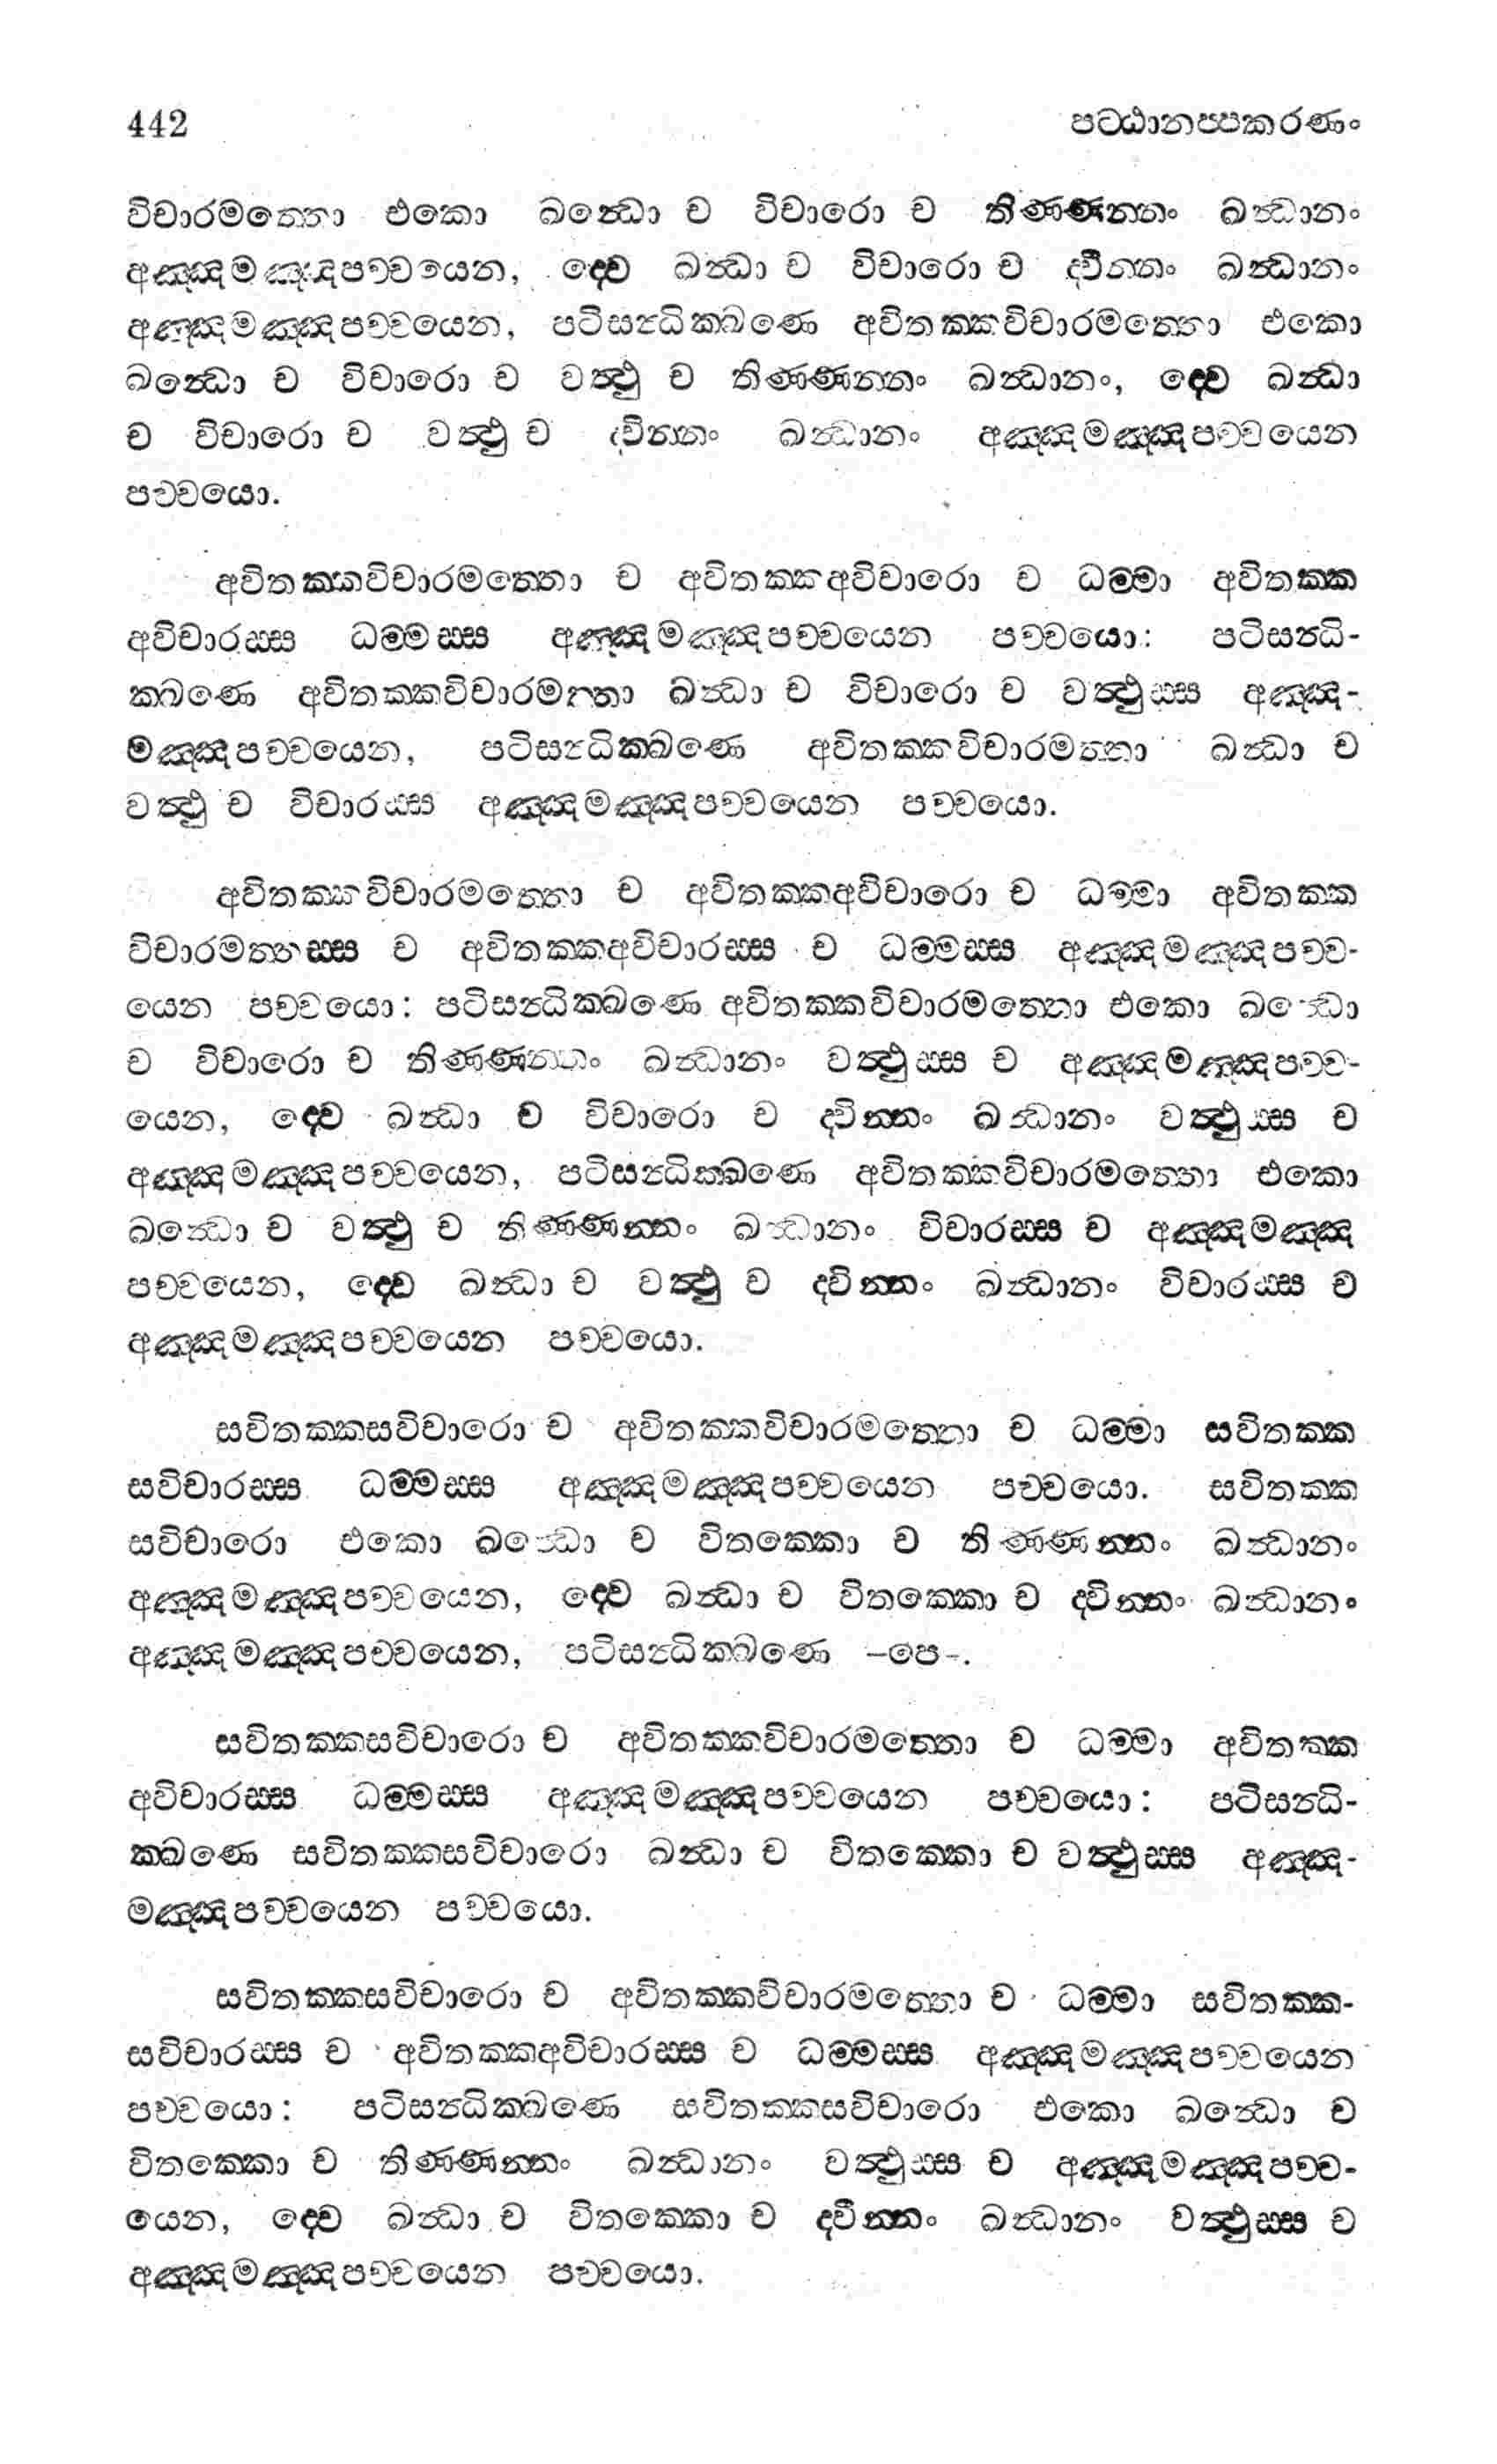 442 පට්ඨානප්පකරණං
විචාරමත්තො එකො ඛන්ධො ච විචාරො ච තිණ්ණන්නං ඛන්ධානං
අඤ්ඤමඤ්ඤපච්චයෙන, ද්වෙ ඛන්ධා ච විචාරො ච ද්වීන්නං ඛන්ධානං
අඤ්ඤමඤ්ඤපච්චයෙන, පටිසන්ධික්ඛණෙ අවිතක්කවිචාරමත්තො එකො
ඛන්ධො ච විචාරො ච වත්ථු ච තිණ්ණන්නං ඛන්ධානං, ද්වෙ ඛන්ධා
ච විචාරො ච වත්ථු ච ද්වින්නං ඛන්ධානං අඤ්ඤමඤ්ඤපච්චයෙන
පච්චයො.
අවිතක්කවිචාරමත්තො ච අවිතක්කඅවිචාරො ච ධම්මා අවිතක්ක
අවිචාරස්ස ධම්මස්ස අඤ්ඤමඤ්ඤපච්චයෙන පච්චයො: පටිසන්ධි-
ක්ඛණෙ අවිතක්කවිචාරමත්තා ඛන්ධා ච විචාරො ච වත්ථුස්ස අඤ්ඤ-
මඤ්ඤපච්චයෙන, පටිසන්ධික්ඛණෙ අවිතක්කවිචාරමත්තා ඛන්ධා ච
වත්ථු ච විචාරස්ස අඤ්ඤමඤ්ඤපච්චයෙන පච්චයො.
අවිතක්කවිචාරමත්තො ච අවිතක්කඅවිචාරො ච ධම්මා අවිතක්ක
විචාරමත්තස්ස ච අවිතක්කඅවිචාරස්ස ච ධම්මස්ස අඤ්ඤමඤ්ඤපච්ච-
යෙන පච්චයො: පටිසන්ධික්ඛණෙ අවිතක්කවිචාරමත්තො එකො ඛන්ධො
ච විචාරො ච තිණ්ණන්නං ඛන්ධානං වත්ථුස්ස ච අඤ්ඤමඤ්ඤපච්ච-
යෙන, ද්වෙ ඛන්ධා ච විචාරො ච ද්වින්නං ඛන්ධානං වත්ථුස්ස ච
අඤ්ඤමඤ්ඤපච්චයෙන, පටිසන්ධික්ඛණෙ අවිතක්කවිචාරමත්තො එකො
ඛන්ධො ච වත්ථු ච තිණ්ණන්නං ඛන්ධානං විචාරස්ස ච අඤ්ඤමඤ්ඤ
පච්චයෙන, ද්වෙ ඛන්ධා ච වත්ථු ච ද්වින්නං ඛන්ධානං විචාරස්ස ච
අඤ්ඤමඤ්ඤපච්චයෙන පච්චයො.
සවිතක්කසවිචාරො ච අවිතක්කවිචාරමත්තො ච ධම්මා සවිතක්ක
සවිචාරස්ස ධම්මස්ස අඤ්ඤමඤ්ඤපච්චයෙන පච්චයො. සවිතක්ක
සවිචාරො එකො ඛන්ධො ච විතක්කො ච තිණ්ණන්නං ඛන්ධානං
අඤ්ඤමඤ්ඤපච්චයෙන, ද්වෙ ඛන්ධා ච විතක්කො ච ද්වින්නං ඛන්ධානං
අඤ්ඤමඤ්ඤපච්චයෙන, පටිසන්ධික්ඛණෙ –පෙ–.
සවිතක්කසවිචාරො ච අවිතක්කවිචාරමත්තො ච ධම්මා අවිතක්ක
අවිචාරස්ස ධම්මස්ස අඤ්ඤමඤ්ඤපච්චයෙන පච්චයො: පටිසන්ධි-
ක්ඛණෙ සවිතක්කසවිචාරො ඛන්ධා ච විතක්කො ච වත්ථුස්ස අඤ්ඤ-
මඤ්ඤපච්චයෙන පච්චයො.
සවිතක්කසවිචාරො ච අවිතක්කවිචාරමත්තො ච ධම්මා සවිතක්ක-
සවිචාරස්ස ච අවිතක්කඅවිචාරස්ස ච ධම්මස්ස අඤ්ඤමඤ්ඤපච්චයෙන
පච්චයො: පටිසන්ධික්ඛණෙ සවිතක්කසවිචාරො එකො ඛන්ධො ච
විතක්කො ච තිණ්ණන්නං ඛන්ධානං වත්ථුස්ස ච අඤ්ඤමඤ්ඤපච්ච-
යෙන, ද්වෙ ඛන්ධා ච විතක්කො ච ද්වීන්නං ඛන්ධානං වත්ථුස්ස ච
අඤ්ඤමඤ්ඤපච්චයෙන පච්චයො.